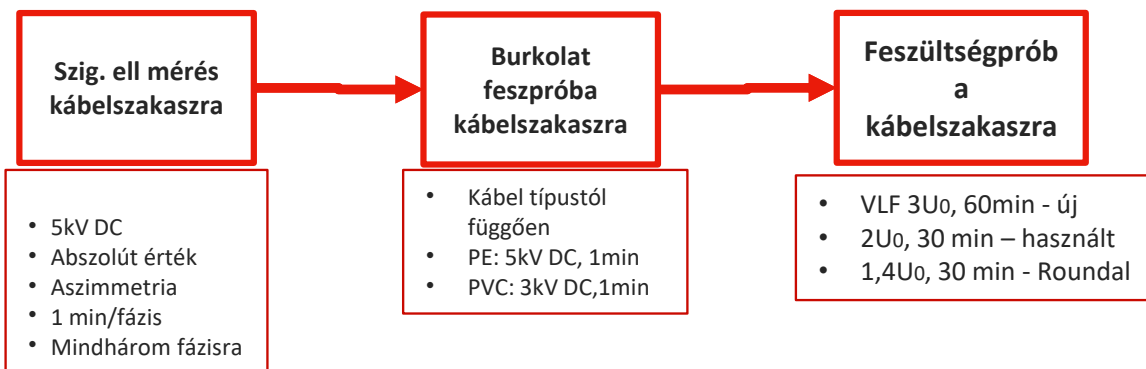 Szig. ell mérés
kábelszakaszra
Burkolat
feszpróba
kábelszakaszra
Feszültségprób
a
kábelszakaszra
• 5kV DC
• Abszolút érték
• Aszimmetria
• 1 min/fázis
• Mindhárom fázisra
• Kábel típustól
függően
• PE: 5kV DC, 1min
• PVC: 3kV DC,1min
• VLF 3U0, 60min - új
• 2U0, 30 min – használt
• 1,4U0, 30 min - Roundal